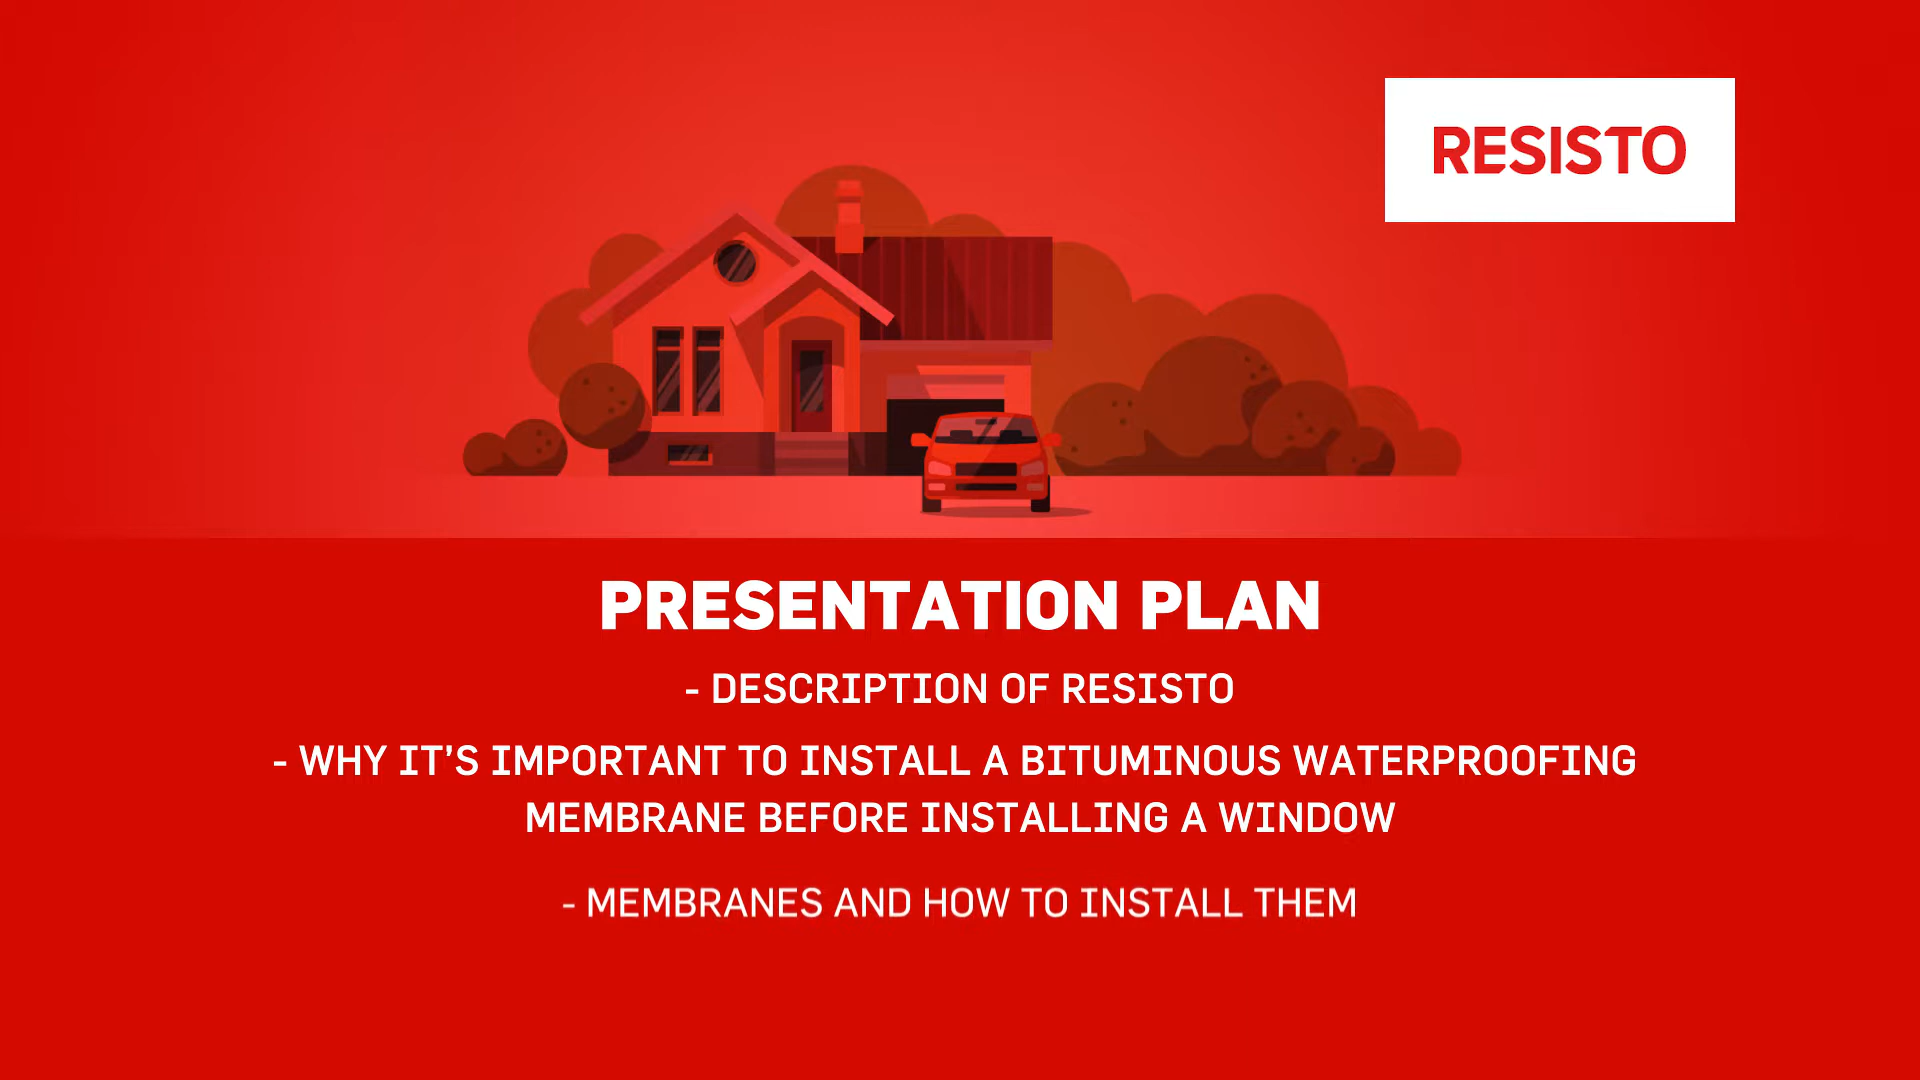 RESISTO
PRESENTATION PLAN
- DESCRIPTION OF RESISTO
- WHY IT’S IMPORTANT TO INSTALL A BITUMINOUS WATERPROOFING
MEMBRANE BEFORE INSTALLING A WINDOW
- MEMBRANES AND HOW TO INSTALL THEM